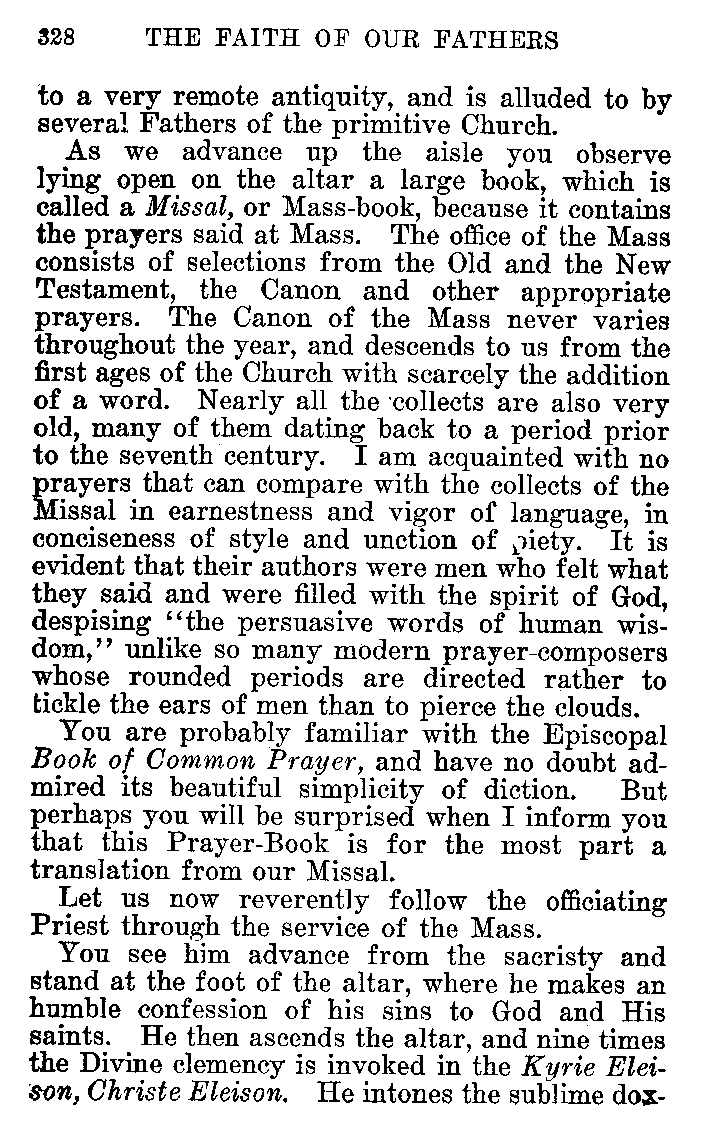 328 THE FAITH OF OUR FATHERS
to a very remote antiquity, and is alluded to by
several Fathers of the primitive Church.
As we advance up the aisle you observe
lying open on the altar a large book, which is
called a Missal, or Mass-book, because it contains
the prayers said at Mass. The office of the Mass
consists of selections from the Old and the New
Testament, the Canon and other appropriate
prayers. The Canon of the Mass never varies
throughout the year, and descends to us from the
first ages of the Church with scarcely the addition
of a word. Nearly all the collects are also very
old, many of them dating back to a period prior
to the seventh century. I am acquainted with no
prayers that can compare with the collects of the
Missal in earnestness and vigor of language, in
conciseness of style and unction of piety. It is
evident that their authors were men who felt what
they said and were filled with the spirit of God,
despising “the persuasive words of human wis-
dom,” unlike so many modern prayer-composers
whose rounded periods are directed rather to
tickle the ears of men than to pierce the clouds.
You are probably familiar with the Episcopal
Book of Common Prayer, and have no doubt ad-
mired its beautiful simplicity of diction. But
perhaps you will be surprised when I inform you
that this Prayer-Book is for the most part a
translation from our Missal.
Let us now reverently follow the officiating
Priest through the service of the Mass.
You see him advance from the sacristy and
stand at the foot of the altar, where he makes an
humble confession of his sins to God and His
saints. He then ascends the altar, and nine times
the Divine clemency is invoked in the Kyrie Elei-
son, Christe Eleison. He intones the sublime dox-